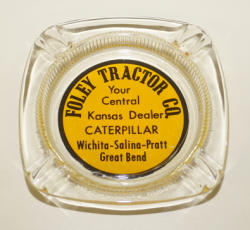 FOLEY TRACTOR CO.
Your
Central
Kansas Dealer
CATERPILLAR
Wichita-Salina-Pratt
Great Bend